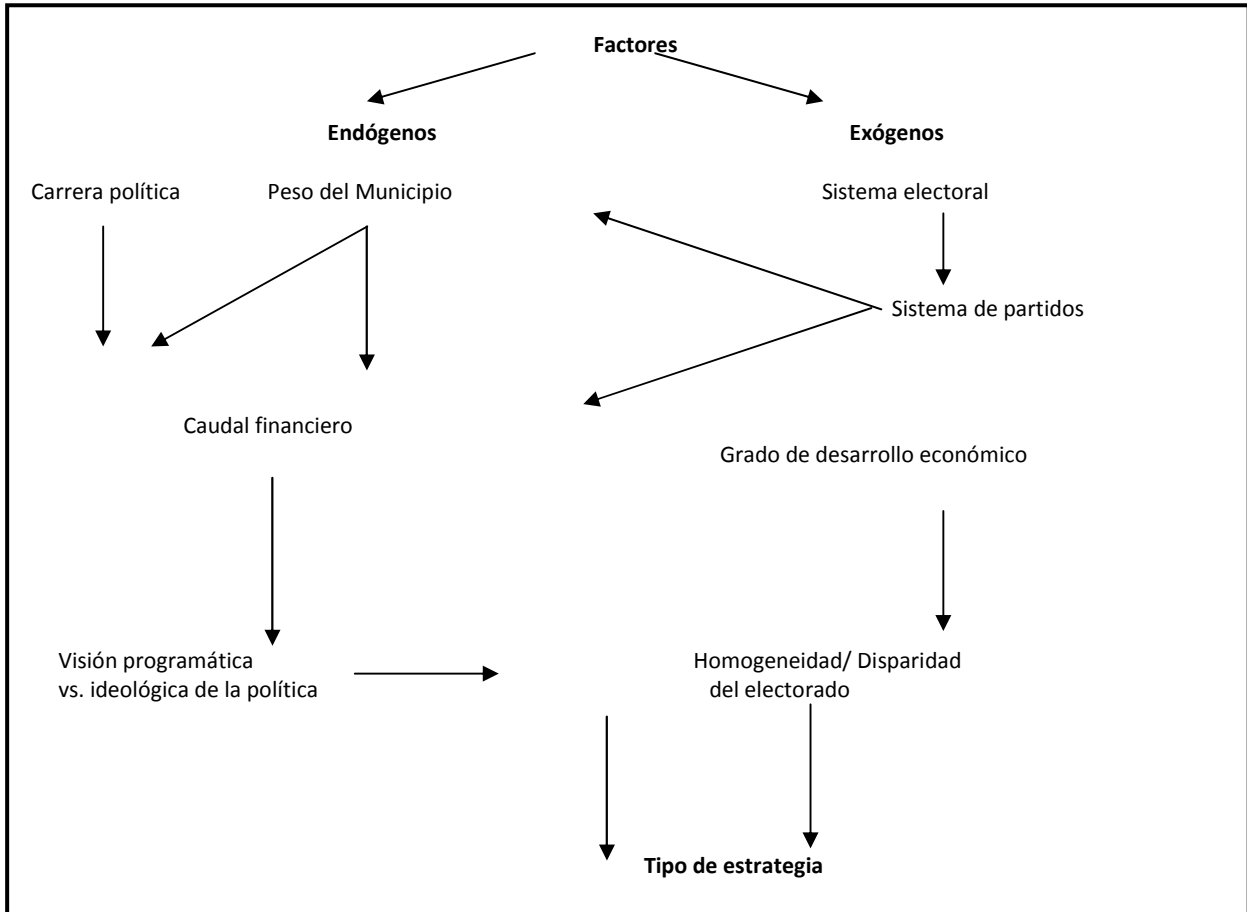 Factores
Endógenos
Exógenos
Carrera política
Peso del Municipio
Sistema electoral
Sistema de partidos
Caudal financiero
Grado de desarrollo económico
Visión programática
vs. ideológica de la política
Homogeneidad/ Disparidad
del electorado
Tipo de estrategia